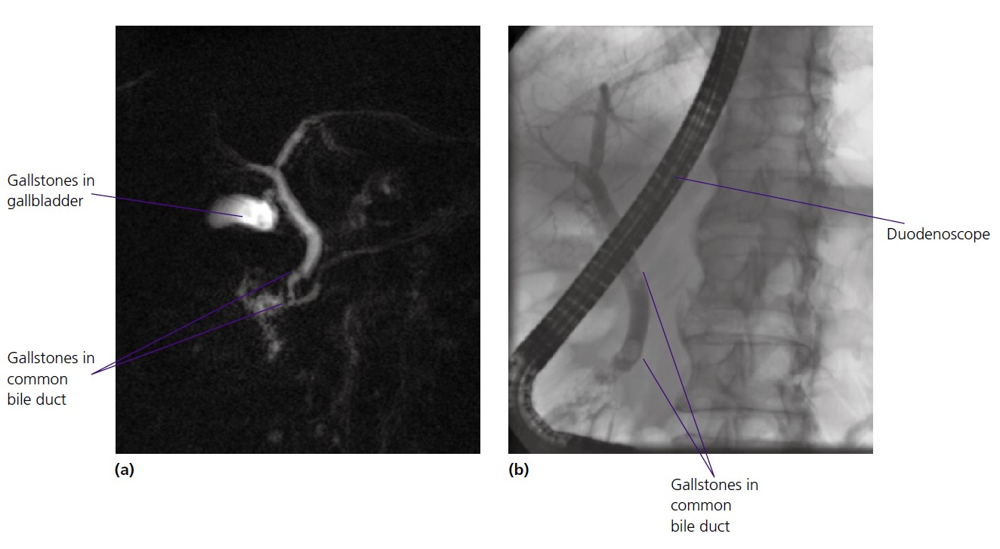 Gallstones in
gallbladder
Gallstones in
common
bile duct
(a)
Duodenoscope
(b)
Gallstones in
common
bile duct